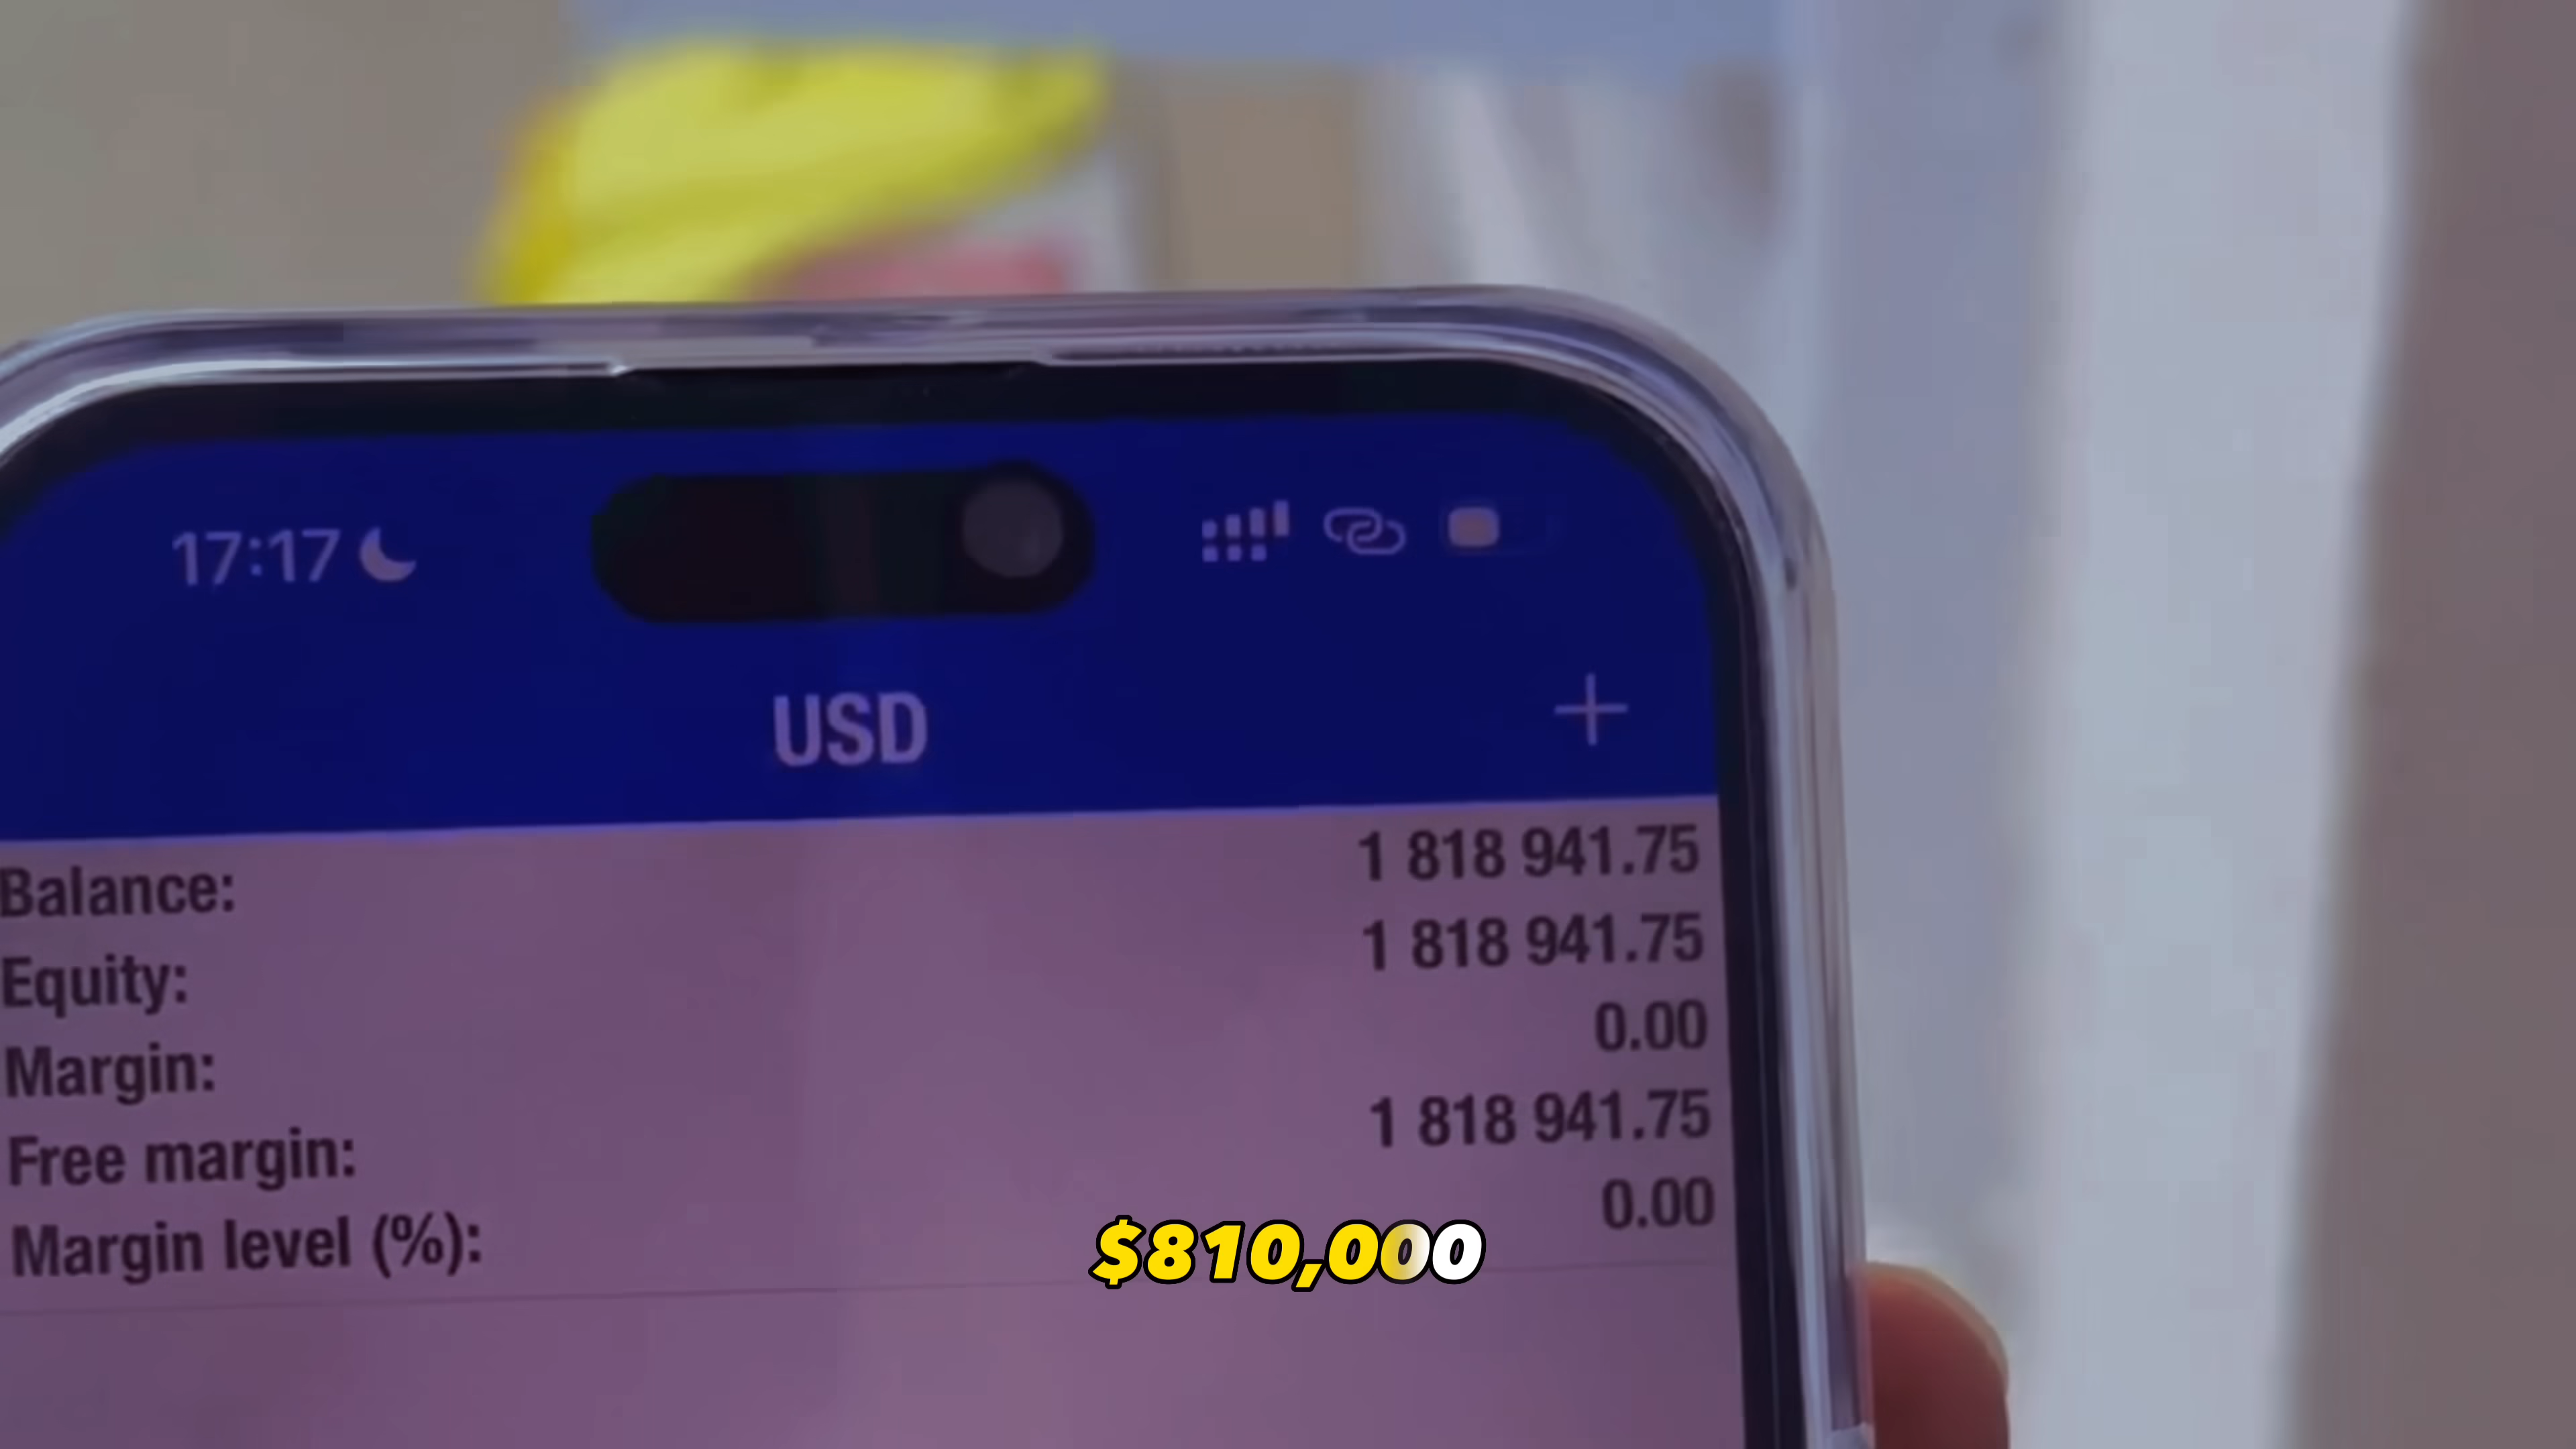 17:17
USD
+
Balance: 1 818 941.75
Equity: 1 818 941.75
Margin: 0.00
Free margin: 1 818 941.75
Margin level (%): 0.00
$810,000